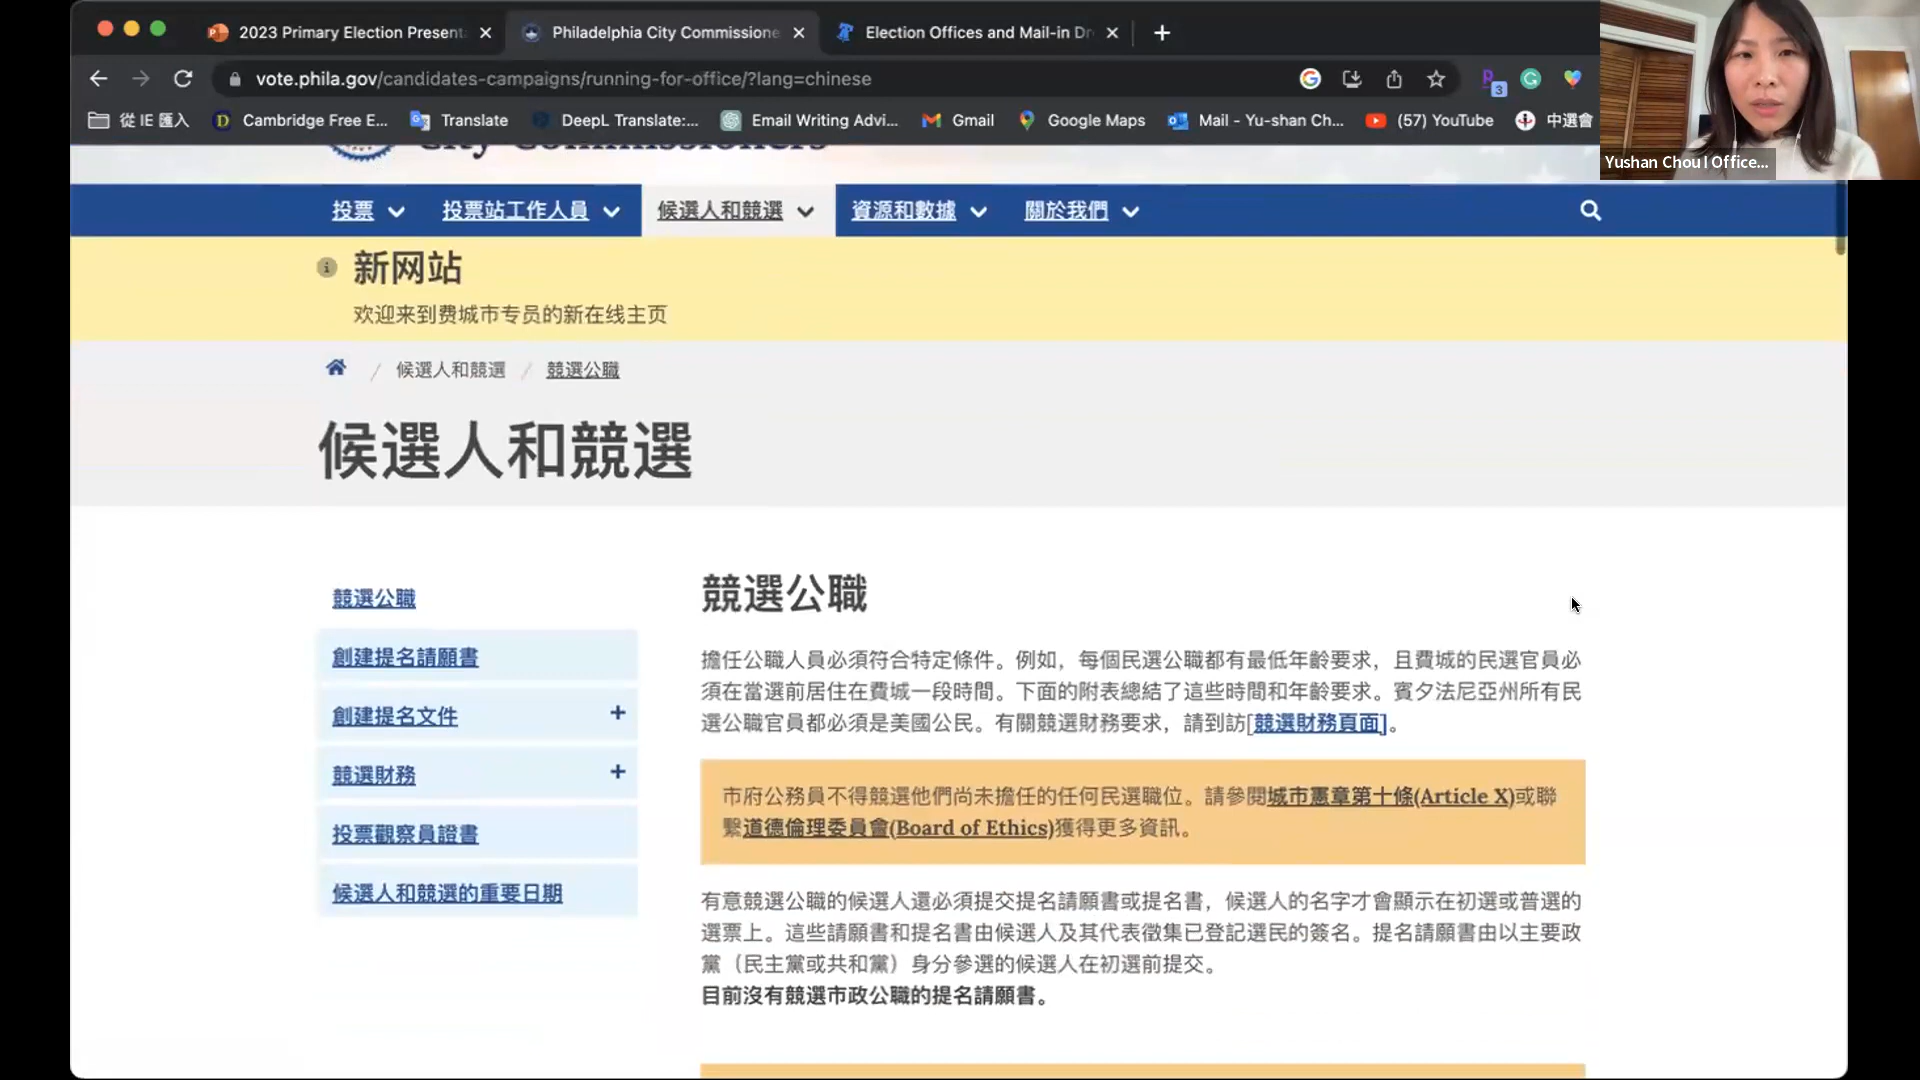 2023 Primary Election Present
Philadelphia City Commissione
Election Offices and Mail-in Dr
vote.phila.gov/candidates-campaigns/running-for-office/?lang=chinese
3
從 IE 匯入
Cambridge Free E...
Translate
DeepL Translate:...
Email Writing Advi...
Gmail
Google Maps
Mail - Yu-shan Ch...
(57) YouTube
中選會
Yushan Chou l Office...
City Commissioners
投票
投票站工作人員
候選人和競選
資源和數據
關於我們
新网站
欢迎来到费城市专员的新在线主页
/ 候選人和競選 / 競選公職
候選人和競選
競選公職
創建提名請願書
創建提名文件 +
競選財務 +
投票觀察員證書
候選人和競選的重要日期
競選公職
擔任公職人員必須符合特定條件。例如，每個民選公職都有最低年齡要求，且費城的民選官員必
須在當選前居住在費城一段時間。下面的附表總結了這些時間和年齡要求。賓夕法尼亞州所有民
選公職官員都必須是美國公民。有關競選財務要求，請到訪[競選財務頁面]。
市府公務員不得競選他們尚未擔任的任何民選職位。請參閱城市憲章第十條(Article X)或聯
繫道德倫理委員會(Board of Ethics)獲得更多資訊。
有意競選公職的候選人還必須提交提名請願書或提名書，候選人的名字才會顯示在初選或普選的
選票上。這些請願書和提名書由候選人及其代表徵集已登記選民的簽名。提名請願書由以主要政
黨（民主黨或共和黨）身分參選的候選人在初選前提交。
目前沒有競選市政公職的提名請願書。